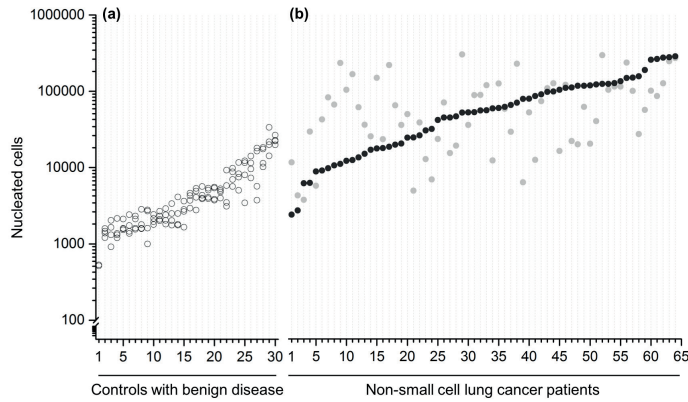 (a) (b)
1000000
100000
10000
1000
100
Nucleated cells
1 5 10 15 20 25 30 1 5 10 15 20 25 30 35 40 45 50 55 60 65
Controls with benign disease Non-small cell lung cancer patients